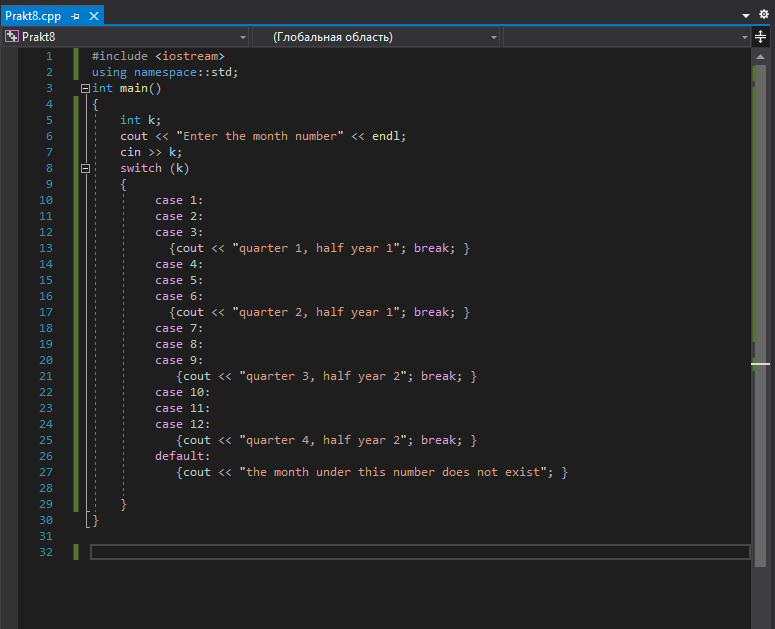 Prakt8.cpp
Prakt8 (Глобальная область)
1 #include <iostream>
2 using namespace::std;
3 int main()
4 {
5 int k;
6 cout << "Enter the month number" << endl;
7 cin >> k;
8 switch (k)
9 {
10 case 1:
11 case 2:
12 case 3:
13 {cout << "quarter 1, half year 1"; break; }
14 case 4:
15 case 5:
16 case 6:
17 {cout << "quarter 2, half year 1"; break; }
18 case 7:
19 case 8:
20 case 9:
21 {cout << "quarter 3, half year 2"; break; }
22 case 10:
23 case 11:
24 case 12:
25 {cout << "quarter 4, half year 2"; break; }
26 default:
27 {cout << "the month under this number does not exist"; }
28
29 }
30 }
31
32